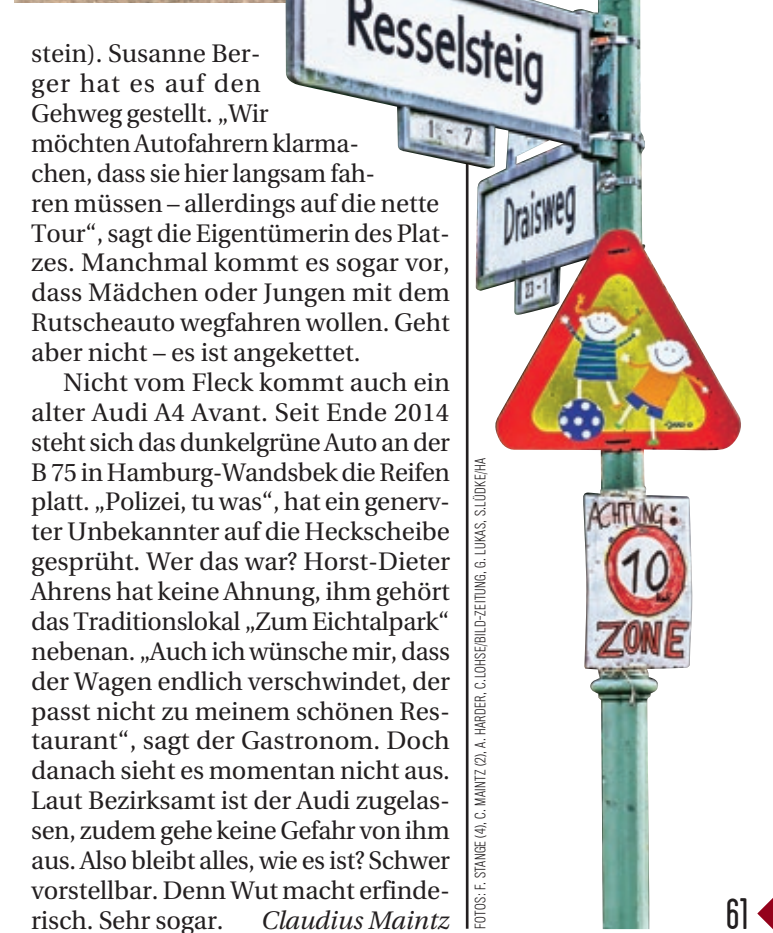 stein). Susanne Ber-
ger hat es auf den
Gehweg gestellt. „Wir
möchten Autofahrern klarma-
chen, dass sie hier langsam fah-
ren müssen – allerdings auf die nette
Tour“, sagt die Eigentümerin des Plat-
zes. Manchmal kommt es sogar vor,
dass Mädchen oder Jungen mit dem
Rutscheauto wegfahren wollen. Geht
aber nicht – es ist angekettet.
Nicht vom Fleck kommt auch ein
alter Audi A4 Avant. Seit Ende 2014
steht sich das dunkelgrüne Auto an der
B 75 in Hamburg-Wandsbek die Reifen
platt. „Polizei, tu was“, hat ein generv-
ter Unbekannter auf die Heckscheibe
gesprüht. Wer das war? Horst-Dieter
Ahrens hat keine Ahnung, ihm gehört
das Traditionslokal „Zum Eichtalpark“
nebenan. „Auch ich wünsche mir, dass
der Wagen endlich verschwindet, der
passt nicht zu meinem schönen Res-
taurant“, sagt der Gastronom. Doch
danach sieht es momentan nicht aus.
Laut Bezirksamt ist der Audi zugelas-
sen, zudem gehe keine Gefahr von ihm
aus. Also bleibt alles, wie es ist? Schwer
vorstellbar. Denn Wut macht erfinde-
risch. Sehr sogar. Claudius Maintz
FOTOS: F. STANGE (4), C. MAINTZ (2), A. HARDER, C.LOHSE/BILD-ZEITUNG, G. LUKAS, S.LÜDKE/HA
Resselsteig
1 - 7
Draisweg
23 - 1
ACHTUNG:
10
ZONE
61